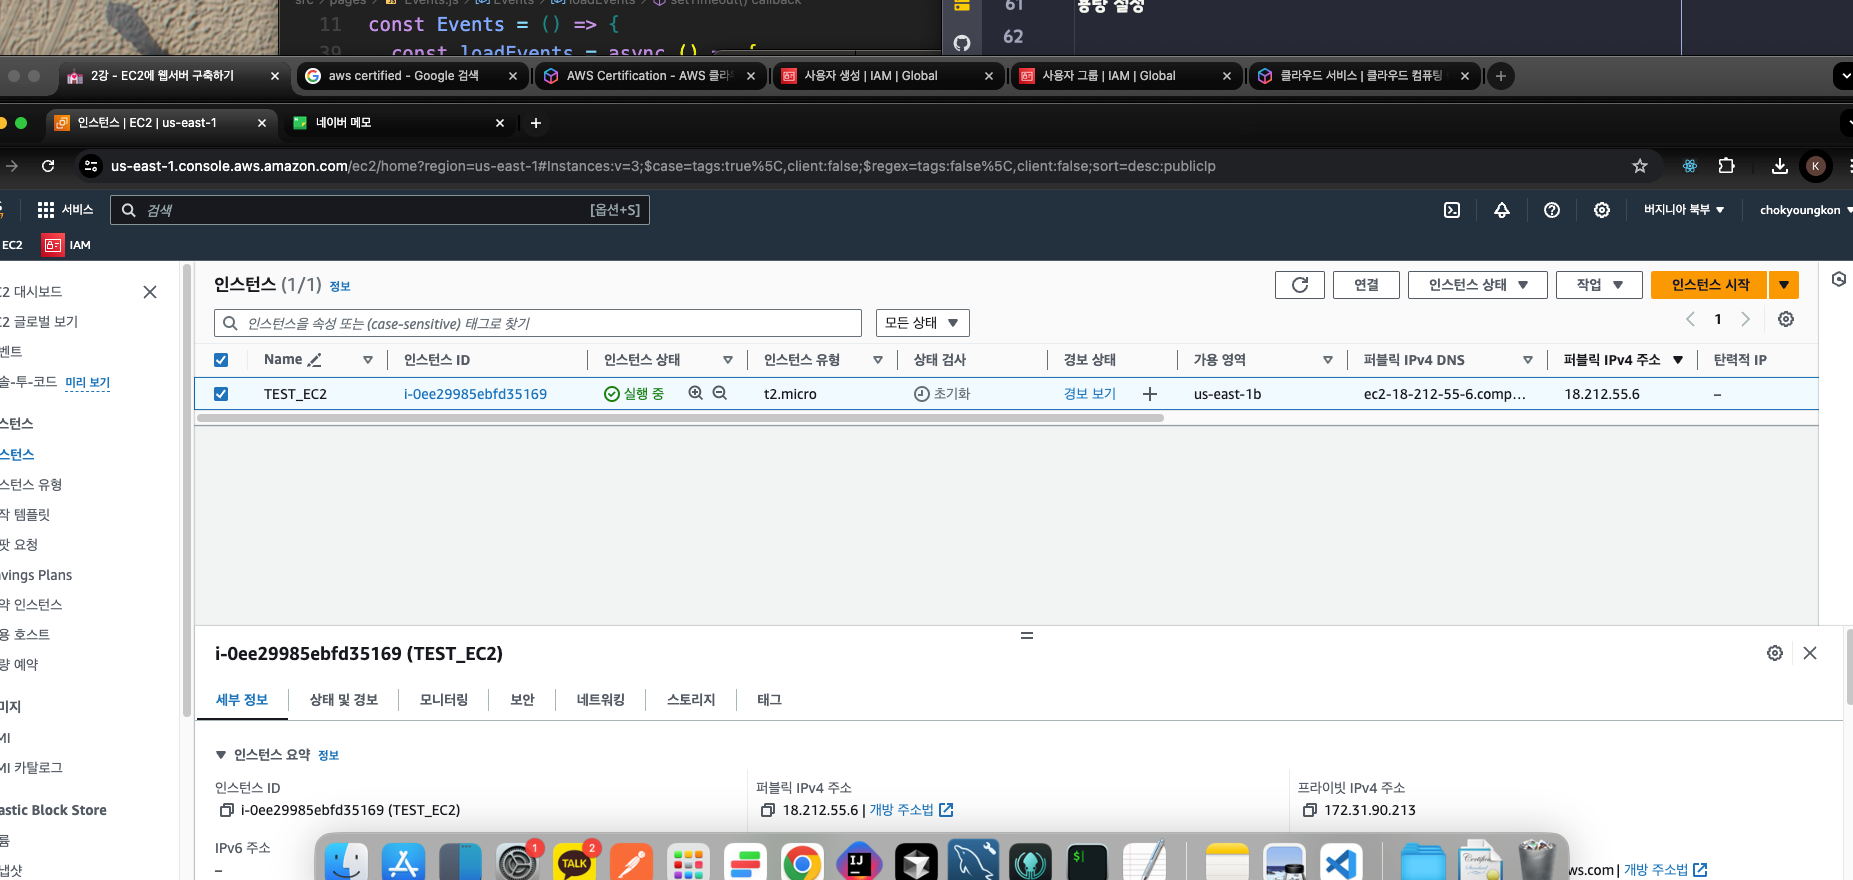 src > pages > Events.js > Events > loadEvents > setTimeout() callback
11 const Events = () => {
39 const loadEvents = async () => {
61 용량 설정
62
2강 - EC2에 웹서버 구축하기
aws certified - Google 검색
AWS Certification - AWS 클라우
사용자 생성 | IAM | Global
사용자 그룹 | IAM | Global
클라우드 서비스 | 클라우드 컴퓨팅
인스턴스 | EC2 | us-east-1
네이버 메모
us-east-1.console.aws.amazon.com/ec2/home?region=us-east-1#Instances:v=3;$case=tags:true%5C,client:false;$regex=tags:false%5C,client:false;sort=desc:publicIp
K
서비스
검색
[옵션+S]
버지니아 북부
chokyoungkon
EC2
IAM
C2 대시보드
C2 글로벌 보기
벤트
솔-투-코드 미리 보기
스턴스
스턴스
스턴스 유형
작 템플릿
팟 요청
avings Plans
약 인스턴스
용 호스트
량 예약
미지
MI
MI 카탈로그
astic Block Store
륨
냅샷
인스턴스 (1/1) 정보
연결
인스턴스 상태
작업
인스턴스 시작
인스턴스을 속성 또는 (case-sensitive) 태그로 찾기
모든 상태
1
Name 인스턴스 ID 인스턴스 상태 인스턴스 유형 상태 검사 경보 상태 가용 영역 퍼블릭 IPv4 DNS 퍼블릭 IPv4 주소 탄력적 IP
TEST_EC2 i-0ee29985ebfd35169 실행 중 t2.micro 초기화 경보 보기 + us-east-1b ec2-18-212-55-6.comp... 18.212.55.6 –
i-0ee29985ebfd35169 (TEST_EC2)
세부 정보
상태 및 경보
모니터링
보안
네트워킹
스토리지
태그
인스턴스 요약 정보
인스턴스 ID
i-0ee29985ebfd35169 (TEST_EC2)
퍼블릭 IPv4 주소
18.212.55.6 | 개방 주소법
프라이빗 IPv4 주소
172.31.90.213
IPv6 주소
–
ws.com | 개방 주소법
1
TALK
2
IJ
$